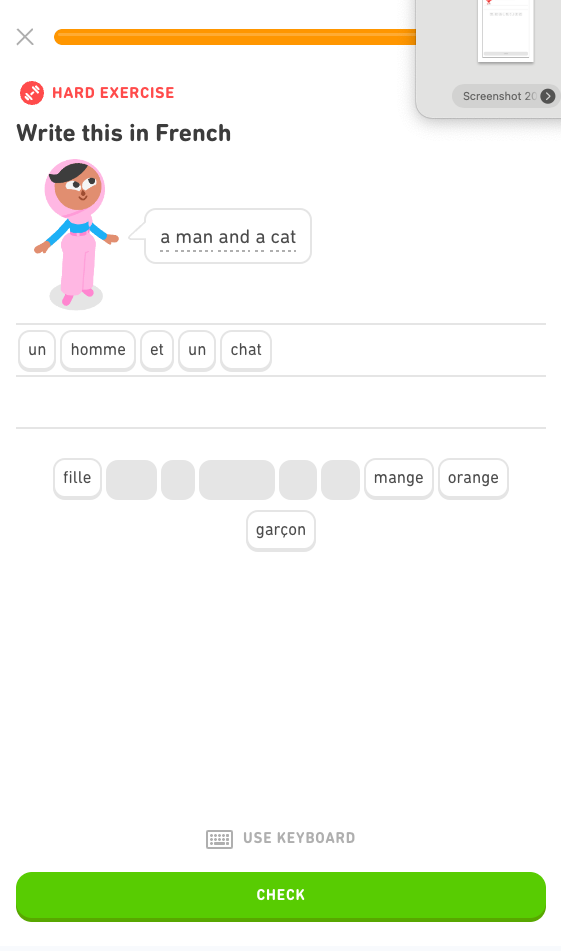 HARD EXERCISE
Write this in French
a man and a cat
un homme et un chat
fille mange orange
garçon
USE KEYBOARD
CHECK
Screenshot